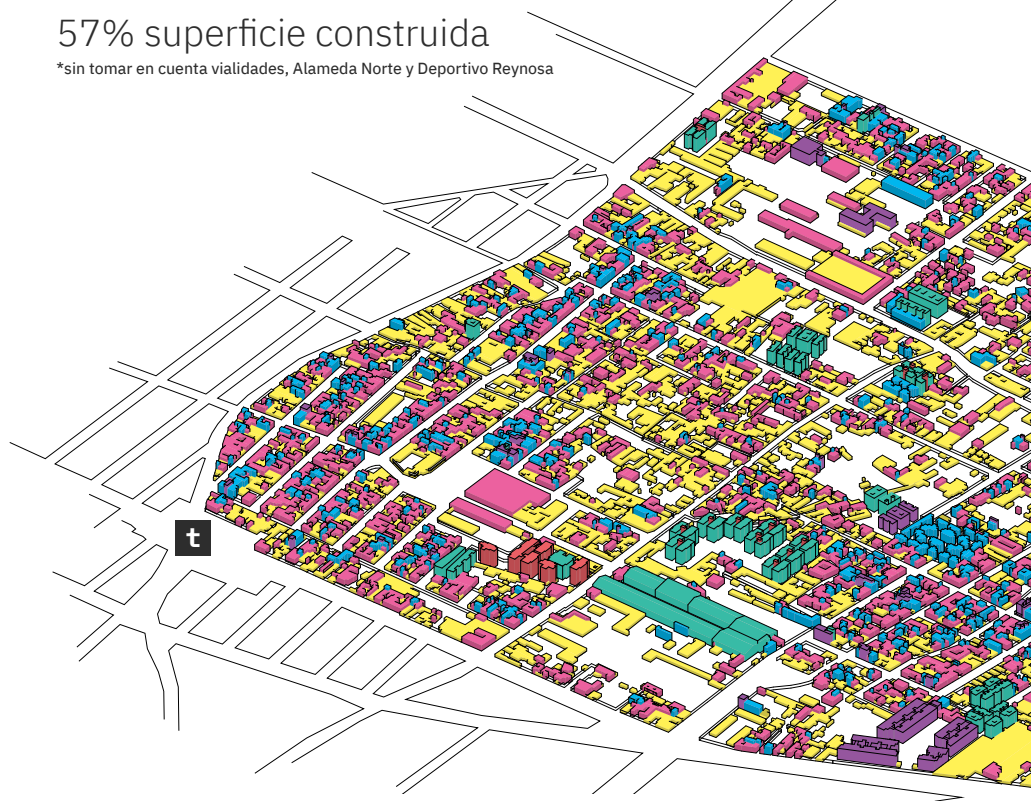 57% superficie construida
*sin tomar en cuenta vialidades, Alameda Norte y Deportivo Reynosa
t